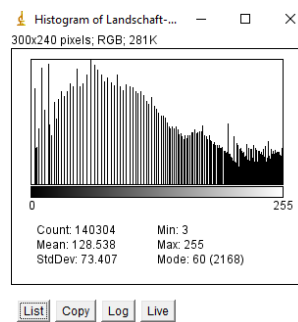 Histogram of Landschaft-...
300x240 pixels; RGB; 281K
0 255
Count: 140304 Min: 3
Mean: 128.538 Max: 255
StdDev: 73.407 Mode: 60 (2168)
List Copy Log Live